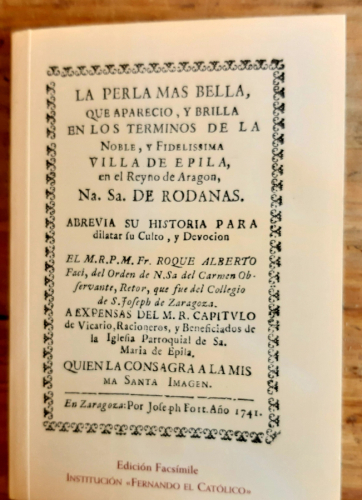 LA PERLA MAS BELLA,
QUE APARECIO, Y BRILLA
EN LOS TERMINOS DE LA
NOBLE, Y FIDELISSIMA
VILLA DE EPILA,
en el Reyno de Aragon,
Na. Sa. DE RODANAS.
ABREVIA SU HISTORIA PARA
dilatar su Culto, y Devocion
EL M.R.P.M. Fr. ROQUE ALBERTO
Faci, del Orden de N.Sa del Carmen Ob-
servante, Retor, que fue del Collegio
de S. Joseph de Zaragoza.
A EXPENSAS DEL M. R. CAPITVLO
de Vicario, Racioneros, y Beneficiados de
la Iglesia Parroquial de Sa.
Maria de Epila.
QUIEN LA CONSAGRA A LA MIS
MA SANTA IMAGEN.
En Zaragoza: Por Joseph Fort. Año 1741.
Edición Facsímile
INSTITUCIÓN «FERNANDO EL CATÓLICO»